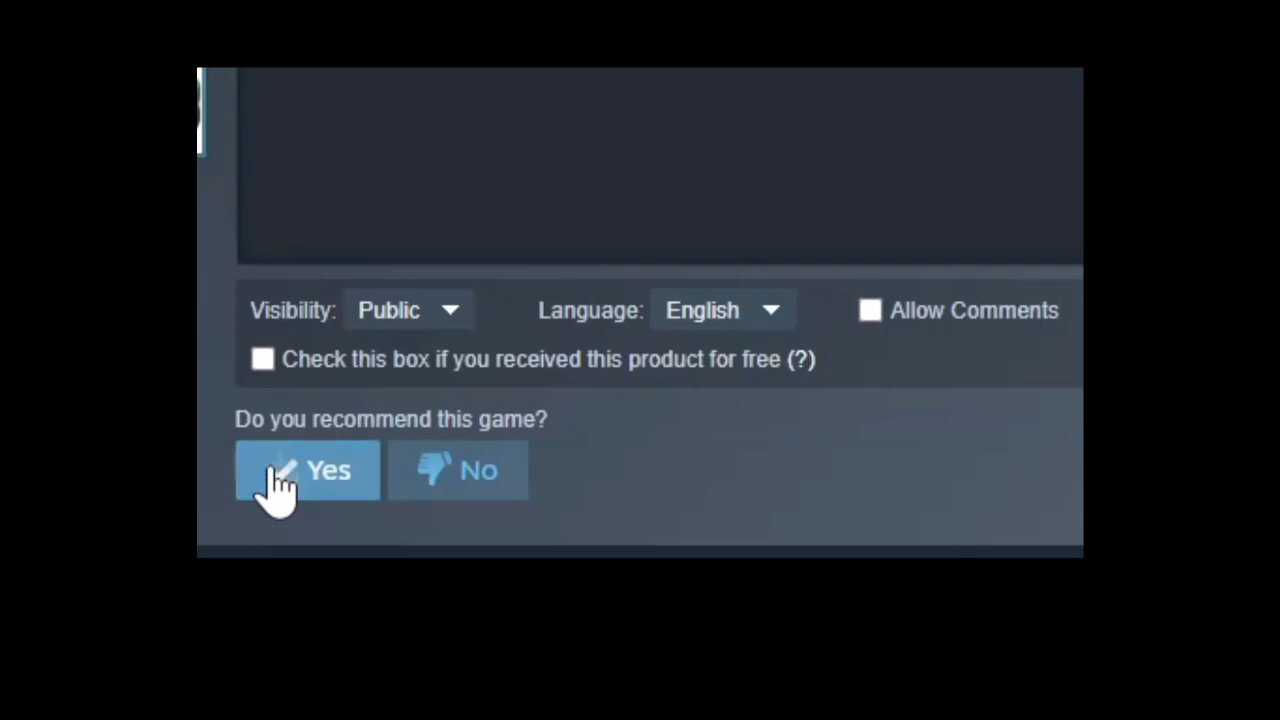 Visibility: Public Language: English Allow Comments
Check this box if you received this product for free (?)
Do you recommend this game?
Yes No